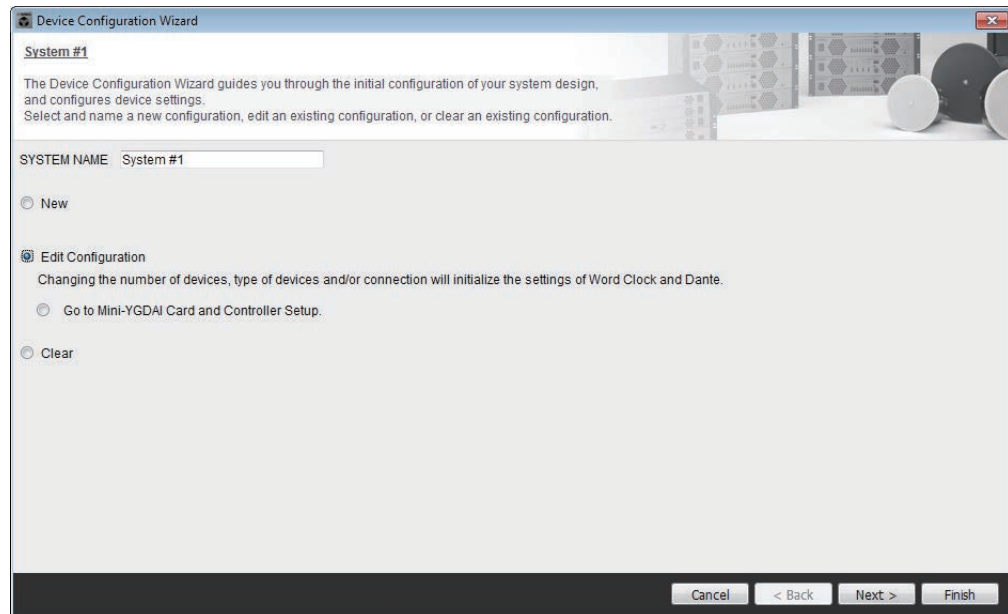 Device Configuration Wizard
System #1
The Device Configuration Wizard guides you through the initial configuration of your system design,
and configures device settings.
Select and name a new configuration, edit an existing configuration, or clear an existing configuration.
SYSTEM NAME System #1
New
Edit Configuration
Changing the number of devices, type of devices and/or connection will initialize the settings of Word Clock and Dante.
Go to Mini-YGDAI Card and Controller Setup.
Clear
Cancel < Back Next > Finish